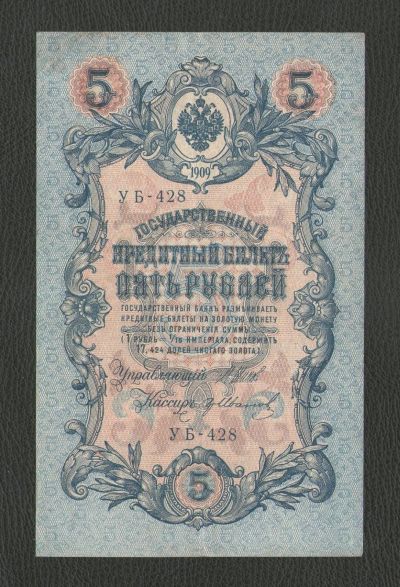 5 5
1909
УБ-428
ГОСУДАРСТВЕННЫЙ
КРЕДИТНЫЙ БИЛЕТЪ
ПЯТЬ РУБЛЕЙ
ГОСУДАРСТВЕННЫЙ БАНКЪ РАЗМѢНИВАЕТЪ
КРЕДИТНЫЕ БИЛЕТЫ НА ЗОЛОТУЮ МОНЕТУ
БЕЗЪ ОГРАНИЧЕНІЯ СУММЫ
(1 РУБЛЬ = 1/15 ИМПЕРІАЛА, СОДЕРЖИТЪ
17,424 ДОЛЕЙ ЧИСТАГО ЗОЛОТА).
Управляющій
Кассиръ
УБ-428
5